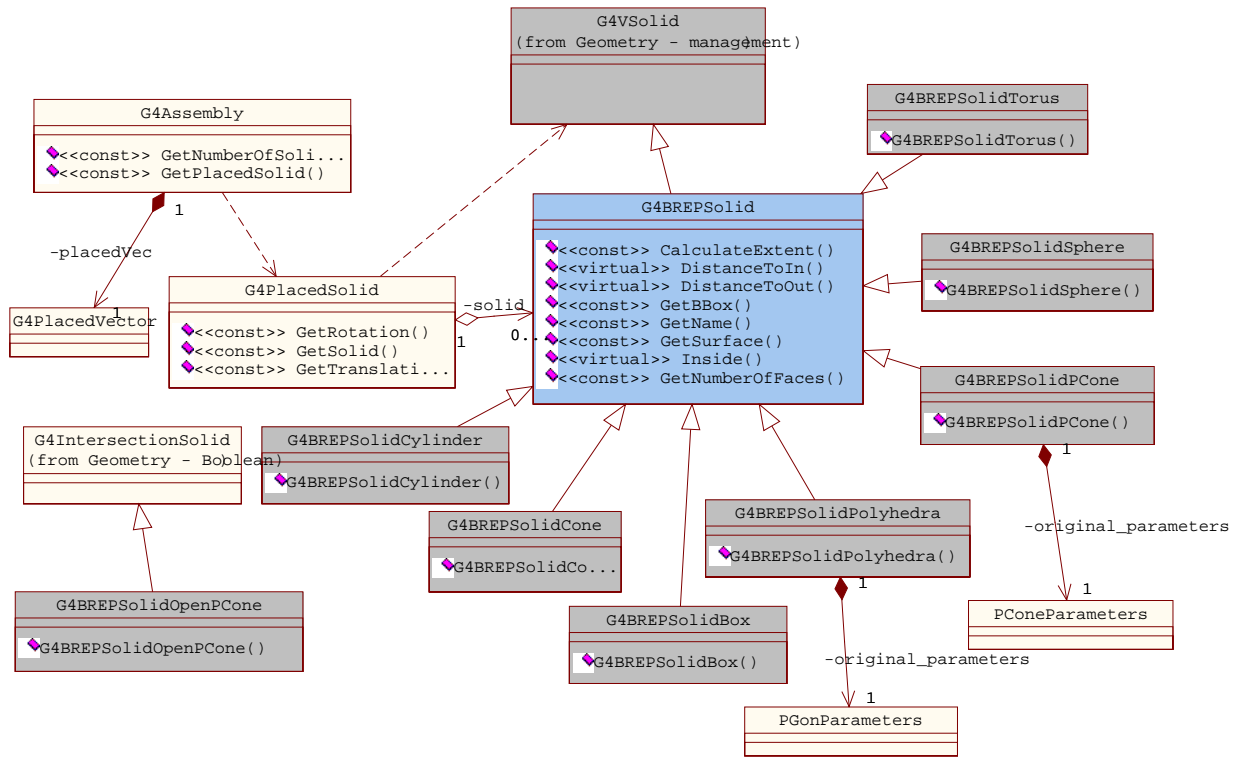 G4VSolid
(from Geometry - management)
G4Assembly
<<const>> GetNumberOfSoli...
<<const>> GetPlacedSolid()
1
-placedVec
1
G4PlacedVector
G4PlacedSolid
<<const>> GetRotation()
<<const>> GetSolid()
<<const>> GetTranslati...
-solid
1
0...
G4BREPSolid
<<const>> CalculateExtent()
<<virtual>> DistanceToIn()
<<virtual>> DistanceToOut()
<<const>> GetBBox()
<<const>> GetName()
<<const>> GetSurface()
<<virtual>> Inside()
<<const>> GetNumberOfFaces()
G4BREPSolidTorus
G4BREPSolidTorus()
G4BREPSolidSphere
G4BREPSolidSphere()
G4BREPSolidPCone
G4BREPSolidPCone()
1
-original_parameters
1
PConeParameters
G4IntersectionSolid
(from Geometry - Boolean)
G4BREPSolidOpenPCone
G4BREPSolidOpenPCone()
G4BREPSolidCylinder
G4BREPSolidCylinder()
G4BREPSolidCone
G4BREPSolidCo...
G4BREPSolidBox
G4BREPSolidBox()
G4BREPSolidPolyhedra
G4BREPSolidPolyhedra()
1
-original_parameters
1
PGonParameters